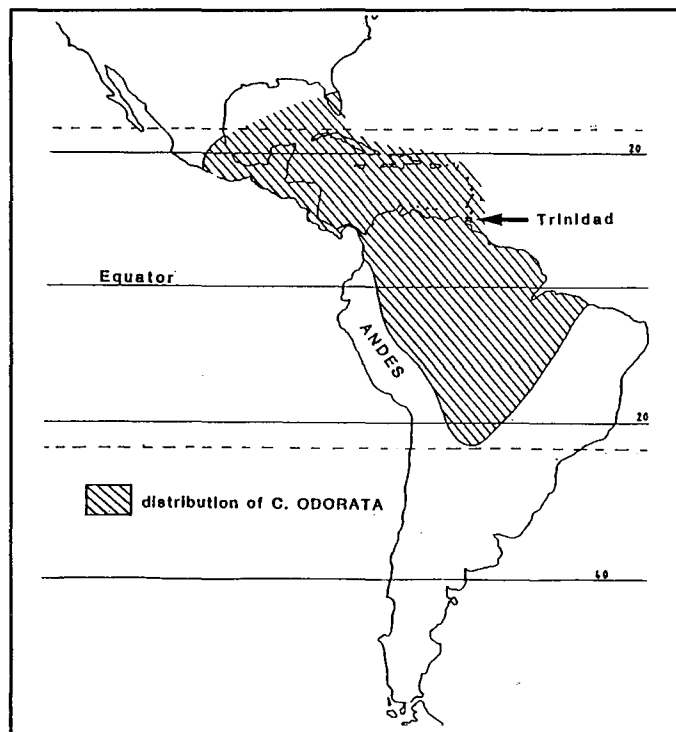 20
Trinidad
Equator
ANDES
20
distribution of C. ODORATA
40